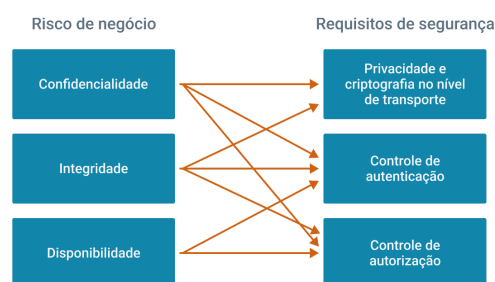 Risco de negócio
Requisitos de segurança
Confidencialidade
Privacidade e
criptografia no nível
de transporte
Integridade
Controle de
autenticação
Disponibilidade
Controle de
autorização